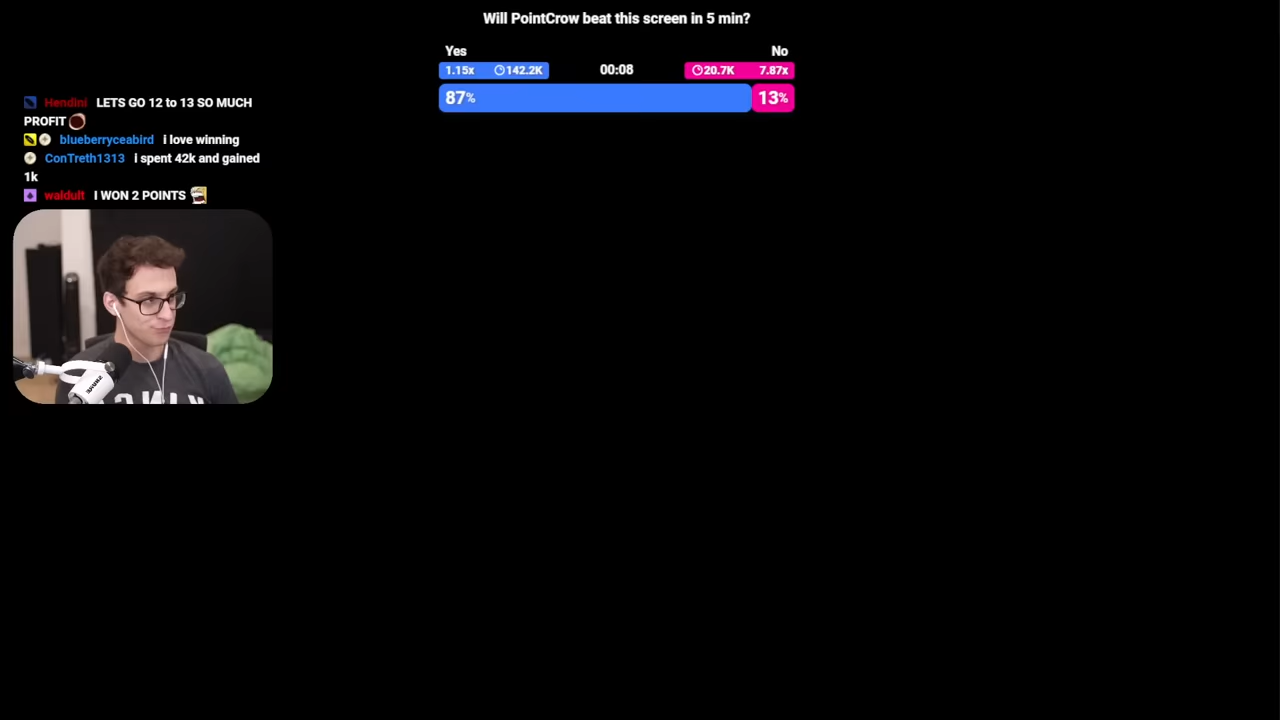 Will PointCrow beat this screen in 5 min?
Yes
No
1.15x 142.2K
00:08
20.7K 7.87x
87%
13%
Hendini LETS GO 12 to 13 SO MUCH
PROFIT
blueberryceabird i love winning
ConTreth1313 i spent 42k and gained
1k
waldult I WON 2 POINTS